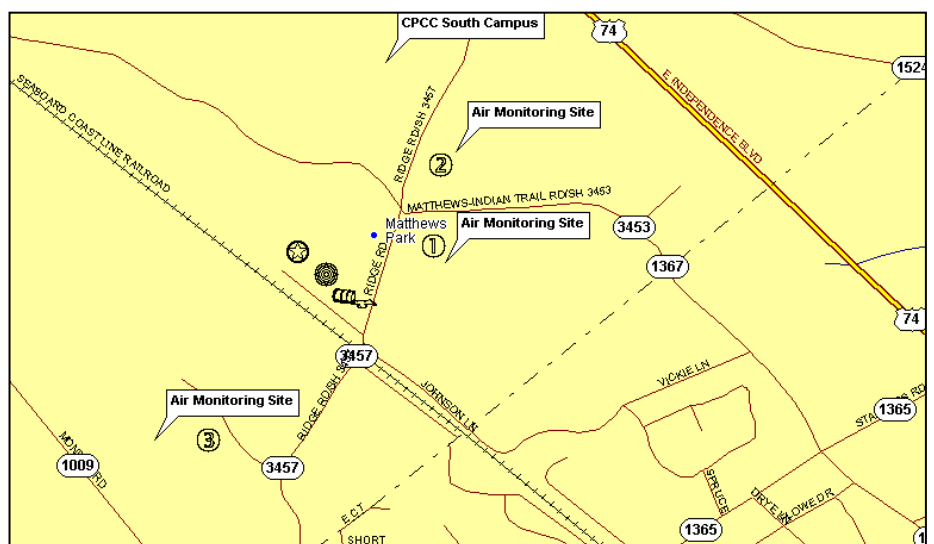 CPCC South Campus
74
1524
SEABOARD COAST LINE RAILROAD
RIDGE RD/SH 3457
E INDEPENDENCE BLVD
Air Monitoring Site
2
MATTHEWS-INDIAN TRAIL RD/SH 3453
Matthews
Park
1
Air Monitoring Site
3453
1367
RIDGE RD
74
3457
RIDGE RD/SH
JOHNSON LN
VICKIE LN
Air Monitoring Site
3
1365
1009
3457
SPRUCE
E.C.T
SHORT
1365